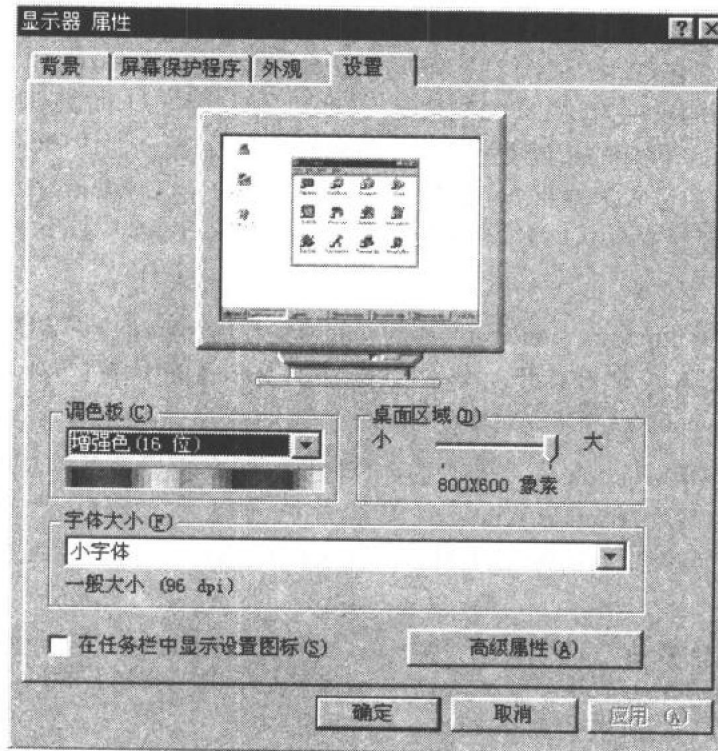 显示器 属性
背景 屏幕保护程序 外观 设置
调色板(C)
增强色(16 位)
桌面区域(D)
小 大
800X600 象素
字体大小(F)
小字体
一般大小 (96 dpi)
在任务栏中显示设置图标(S)
高级属性(A)
确定 取消 应用 (A)